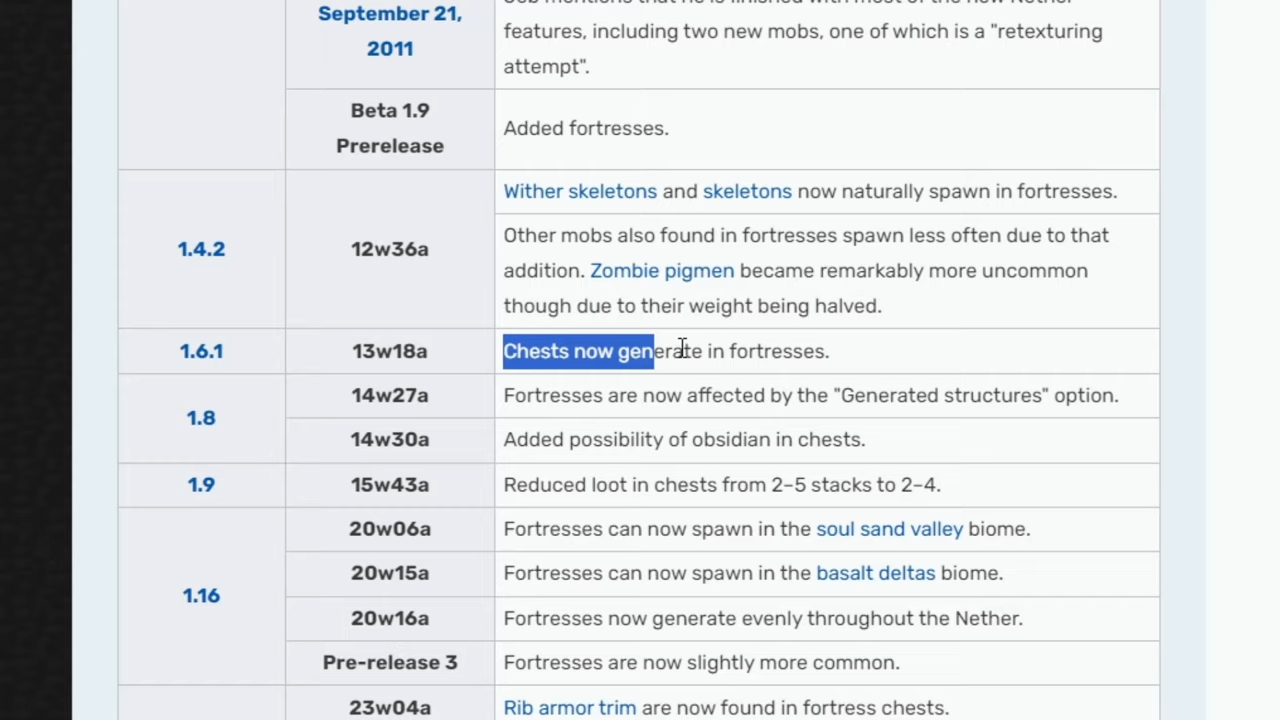 September 21,
2011
features, including two new mobs, one of which is a "retexturing
attempt".
Beta 1.9
Prerelease
Added fortresses.
1.4.2
12w36a
Wither skeletons and skeletons now naturally spawn in fortresses.
Other mobs also found in fortresses spawn less often due to that
addition. Zombie pigmen became remarkably more uncommon
though due to their weight being halved.
1.6.1
13w18a
Chests now generate in fortresses.
1.8
14w27a
Fortresses are now affected by the "Generated structures" option.
14w30a
Added possibility of obsidian in chests.
1.9
15w43a
Reduced loot in chests from 2–5 stacks to 2–4.
1.16
20w06a
Fortresses can now spawn in the soul sand valley biome.
20w15a
Fortresses can now spawn in the basalt deltas biome.
20w16a
Fortresses now generate evenly throughout the Nether.
Pre-release 3
Fortresses are now slightly more common.
23w04a
Rib armor trim are now found in fortress chests.